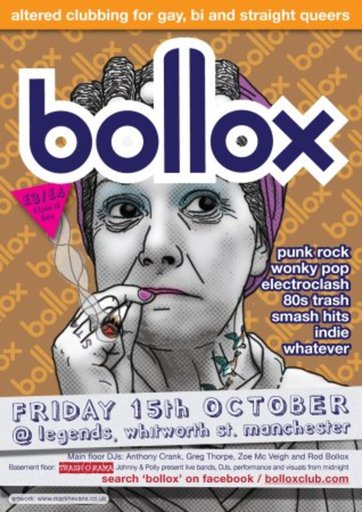 altered clubbing for gay, bi and straight queers
bollox
£3/£4
punk rock
wonky pop
electroclash
80s trash
smash hits
indie
whatever
FRIDAY 15th OCTOBER
@ legends, whitworth st. manchester
Main floor DJs: Anthony Crank, Greg Thorpe, Zoe Mc Veigh and Rod Bollox
Basement floor: TRASH O'RAMA Johnny & Polly present live bands, DJs, performance and visuals from midnight
search 'bollox' on facebook / bolloxclub.com
artwork: www.markhevans.co.uk